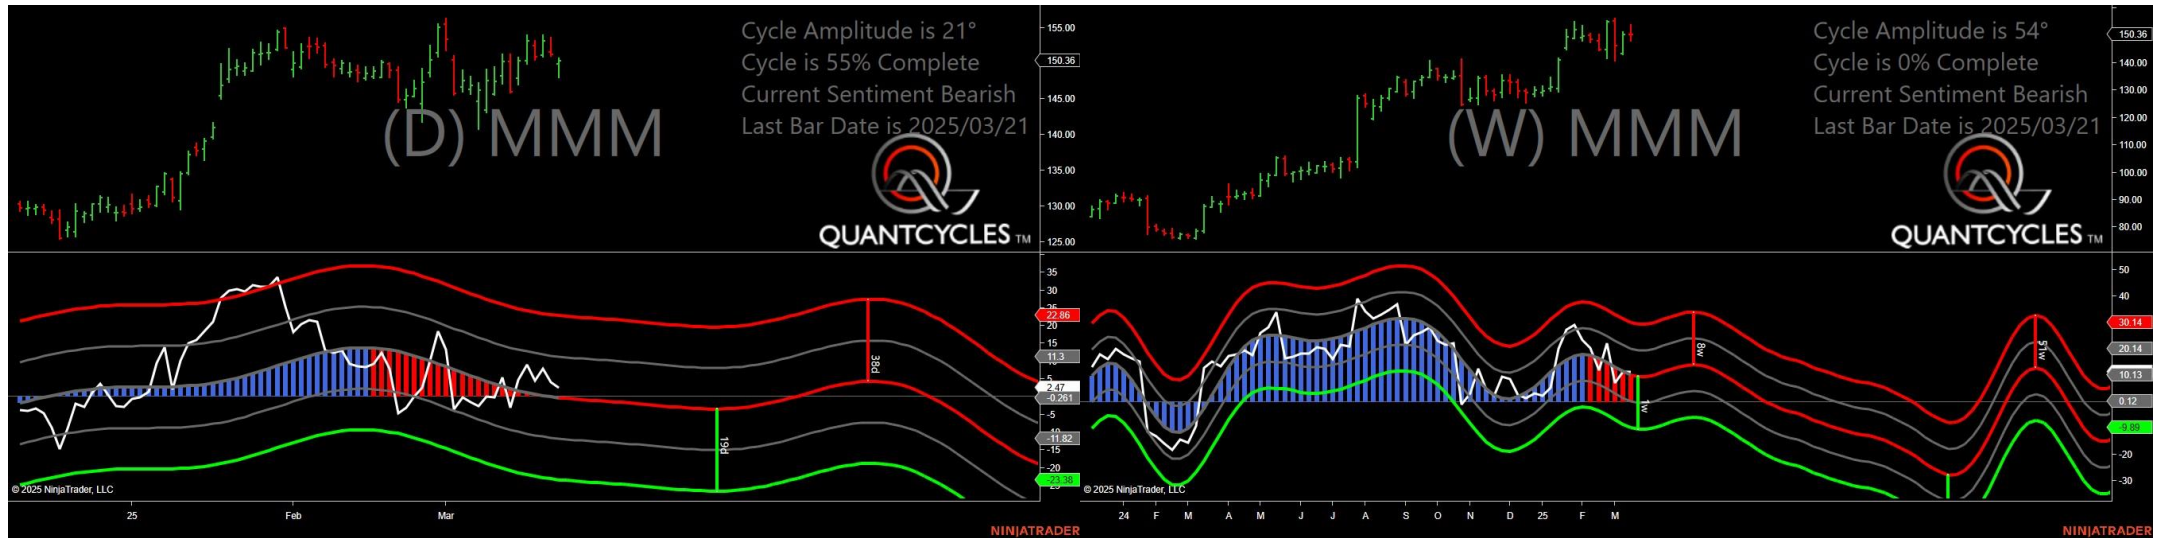 Cycle Amplitude is 21°
Cycle is 55% Complete
Current Sentiment Bearish
Last Bar Date is 2025/03/21
(D) MMM
QUANTCYCLES TM
155.00
150.36
145.00
140.00
135.00
130.00
125.00
35
30
25
22.86
20
15
11.3
5
2.47
-0.261
-5
-11.82
-15
-20
-23.38
38d
19d
© 2025 NinjaTrader, LLC
25 Feb Mar
NINJATRADER
Cycle Amplitude is 54°
Cycle is 0% Complete
Current Sentiment Bearish
Last Bar Date is 2025/03/21
(W) MMM
QUANTCYCLES TM
150.36
140.00
130.00
120.00
110.00
100.00
90.00
80.00
50
40
30.14
20.14
10.13
0.12
-9.89
-20
-30
8w
51w
1w
© 2025 NinjaTrader, LLC
24 F M A M J J A S O N D 25 F M
NINJATRADER